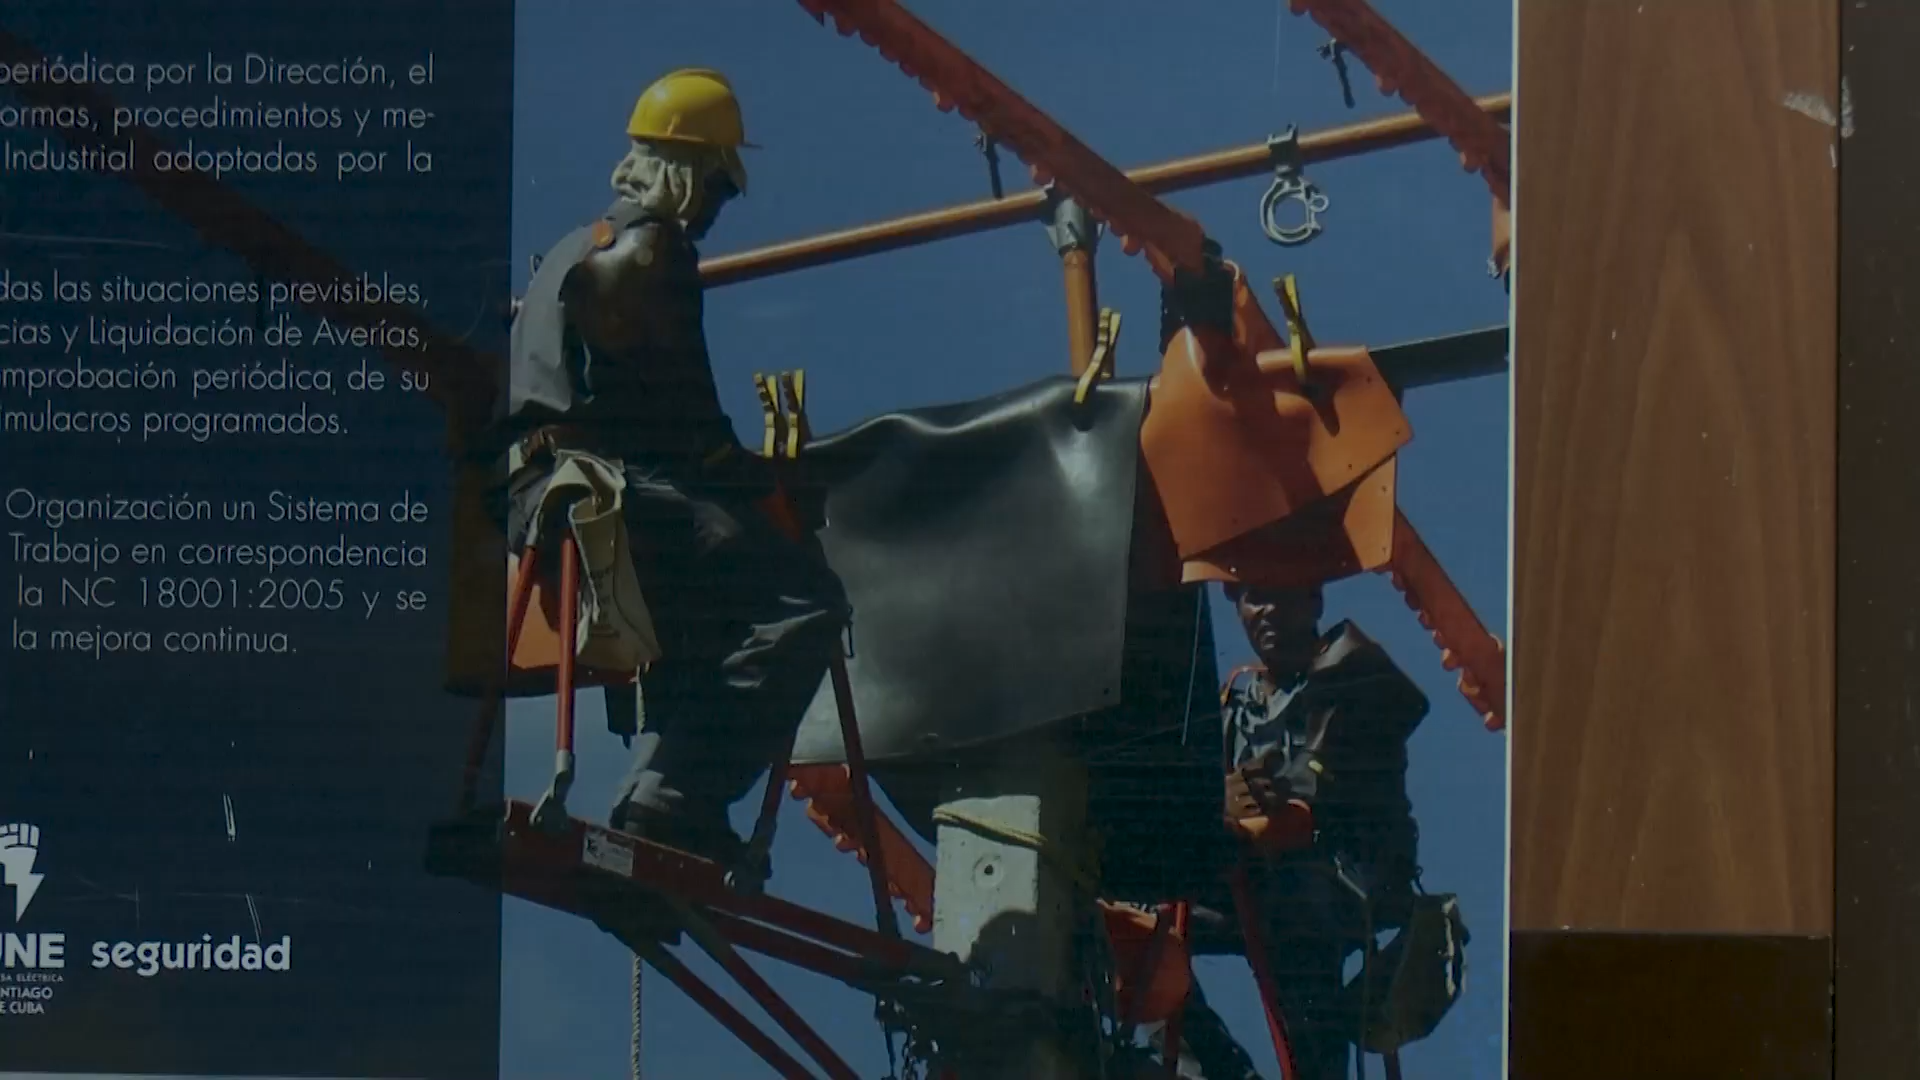 periódica por la Dirección, el
ormas, procedimientos y me-
Industrial adoptadas por la
das las situaciones previsibles,
cias y Liquidación de Averías,
mprobación periódica de su
imulacros programados.
Organización un Sistema de
Trabajo en correspondencia
la NC 18001:2005 y se
la mejora continua.
UNE seguridad
SA ELÉCTRICA
NTIAGO
E CUBA